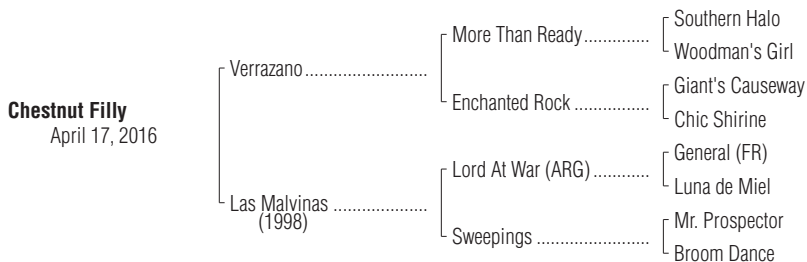 Southern Halo
More Than Ready..............
Woodman's Girl
Verrazano..........................
Giant's Causeway
Enchanted Rock ................
Chic Shirine
Chestnut Filly
April 17, 2016
General (FR)
Lord At War (ARG)............
Luna de Miel
Las Malvinas ....................
(1998)
Mr. Prospector
Sweepings ........................
Broom Dance